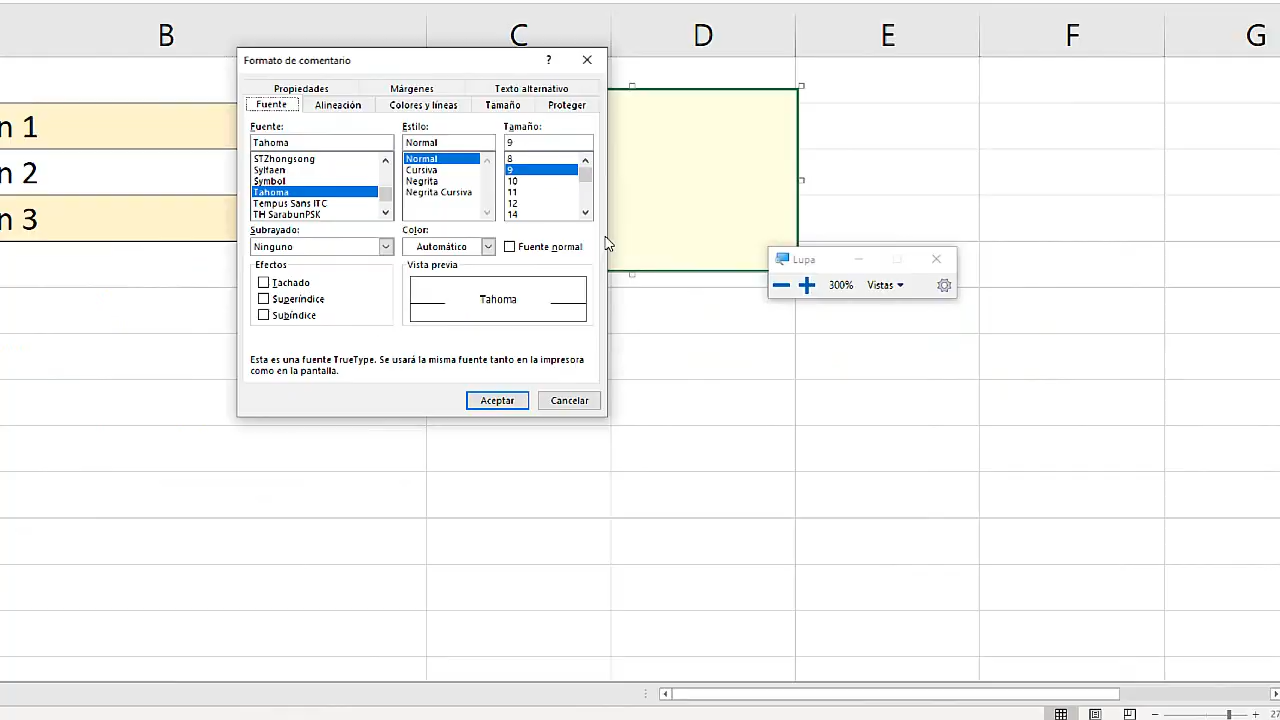 B C D E F G
Formato de comentario ?
Propiedades Márgenes Texto alternativo
Fuente Alineación Colores y líneas Tamaño Proteger
Fuente: Estilo: Tamaño:
Tahoma Normal 9
STZhongsong Normal 8
Sylfaen Cursiva 9
Symbol Negrita 10
Tahoma Negrita Cursiva 11
Tempus Sans ITC 12
TH SarabunPSK 14
Subrayado: Color:
Ninguno Automático Fuente normal
Efectos Vista previa
Tachado
Superíndice Tahoma
Subíndice
Esta es una fuente TrueType. Se usará la misma fuente tanto en la impresora
como en la pantalla.
Aceptar Cancelar
n 1
n 2
n 3
Lupa
300% Vistas
27